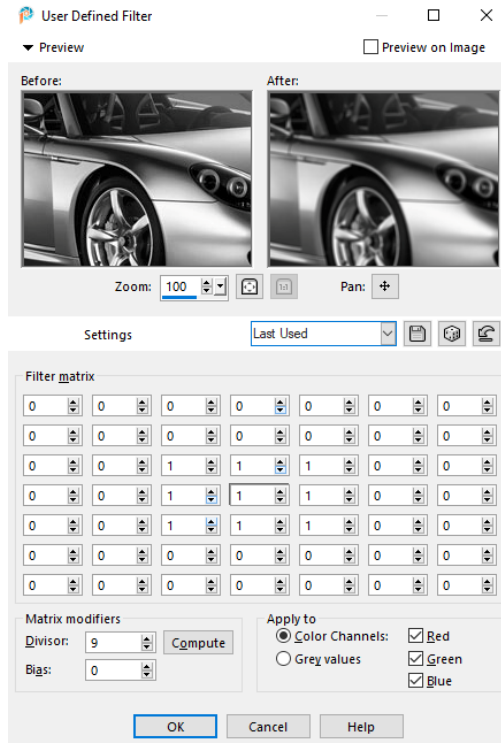 User Defined Filter
Preview
Preview on Image
Before: After:
Zoom: 100 1:1 Pan:
Settings Last Used
Filter matrix
0 0 0 0 0 0 0
0 0 0 0 0 0 0
0 0 1 1 1 0 0
0 0 1 1 1 0 0
0 0 1 1 1 0 0
0 0 0 0 0 0 0
0 0 0 0 0 0 0
Matrix modifiers Apply to
Divisor: 9 Compute Color Channels: Red
Bias: 0 Grey values Green
Blue
OK Cancel Help